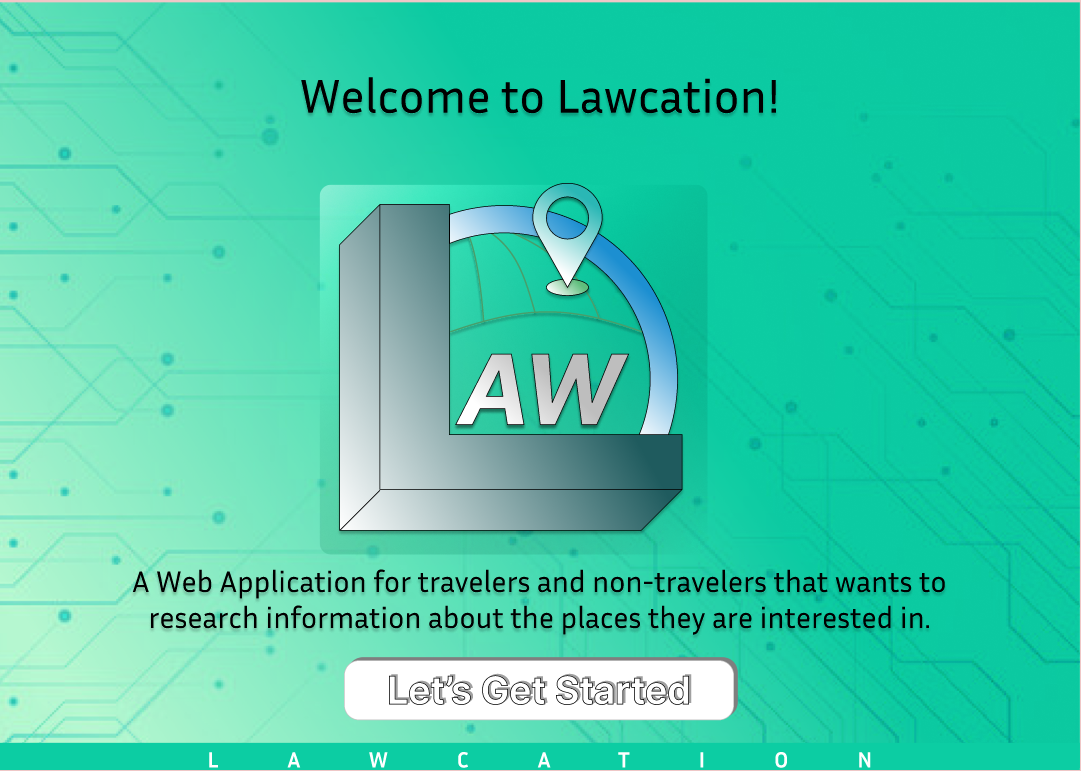 Welcome to Lawcation!
LAW
A Web Application for travelers and non-travelers that wants to
research information about the places they are interested in.
Let's Get Started
L A W C A T I O N